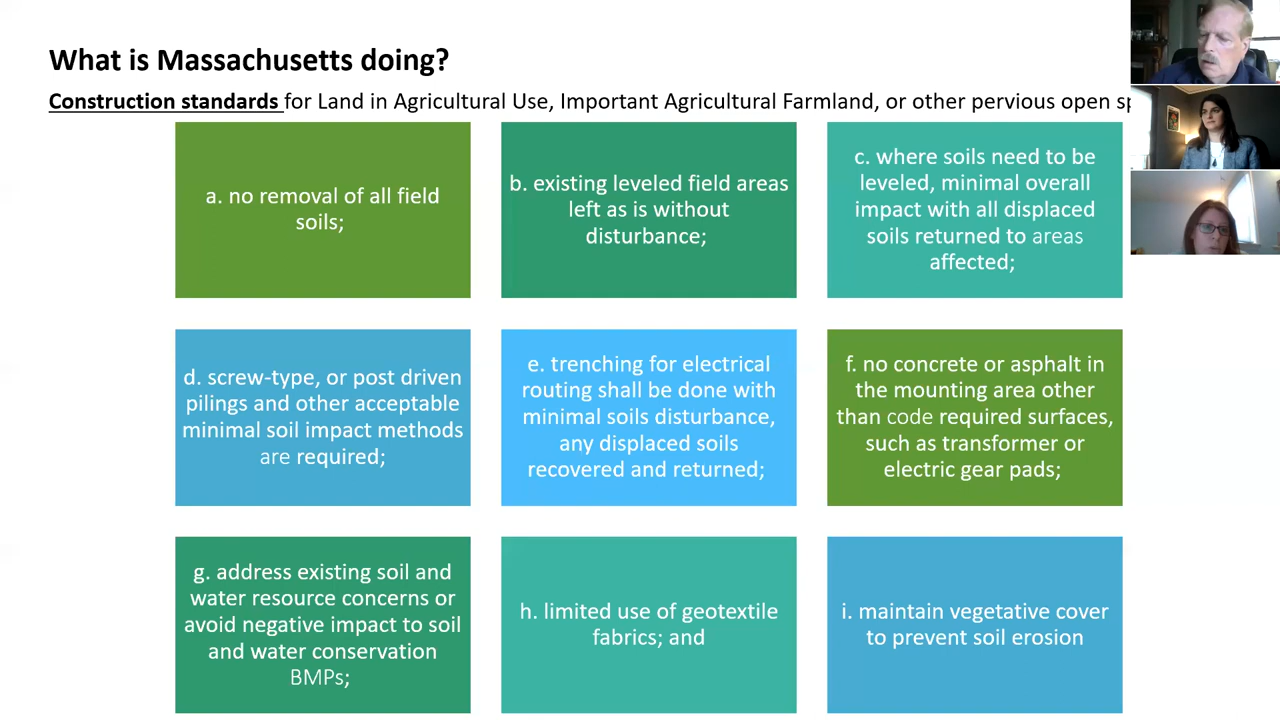 What is Massachusetts doing?
Construction standards for Land in Agricultural Use, Important Agricultural Farmland, or other pervious open
a. no removal of all field
soils;
b. existing leveled field areas
left as is without
disturbance;
c. where soils need to be
leveled, minimal overall
impact with all displaced
soils returned to areas
affected;
d. screw-type, or post driven
pilings and other acceptable
minimal soil impact methods
are required;
e. trenching for electrical
routing shall be done with
minimal soils disturbance,
any displaced soils
recovered and returned;
f. no concrete or asphalt in
the mounting area other
than code required surfaces,
such as transformer or
electric gear pads;
g. address existing soil and
water resource concerns or
avoid negative impact to soil
and water conservation
BMPs;
h. limited use of geotextile
fabrics; and
i. maintain vegetative cover
to prevent soil erosion